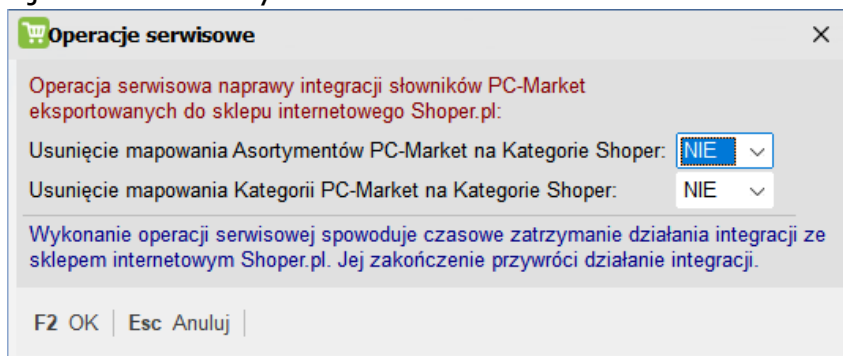 Operacje serwisowe
Operacja serwisowa naprawy integracji słowników PC-Market
eksportowanych do sklepu internetowego Shoper.pl:
Usunięcie mapowania Asortymentów PC-Market na Kategorie Shoper: NIE
Usunięcie mapowania Kategorii PC-Market na Kategorie Shoper: NIE
Wykonanie operacji serwisowej spowoduje czasowe zatrzymanie działania integracji ze
sklepem internetowym Shoper.pl. Jej zakończenie przywróci działanie integracji.
F2 OK | Esc Anuluj |